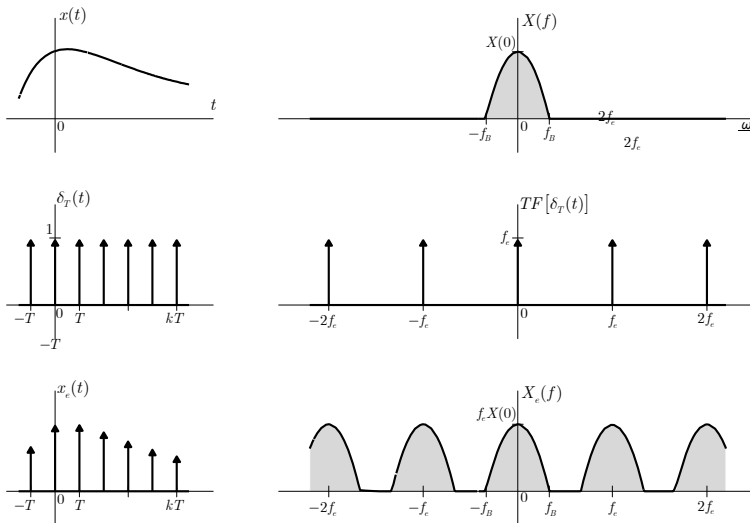 x(t)
t
0
X(f)
X(0)
−f_B
0
f_B
2f_e
2f_e
ω
δ_T(t)
1
−T
0
T
kT
−T
TF[δ_T(t)]
f_e
−2f_e
−f_e
0
f_e
2f_e
x_e(t)
−T
0
T
kT
X_e(f)
f_eX(0)
−2f_e
−f_e
−f_B
0
f_B
f_e
2f_e